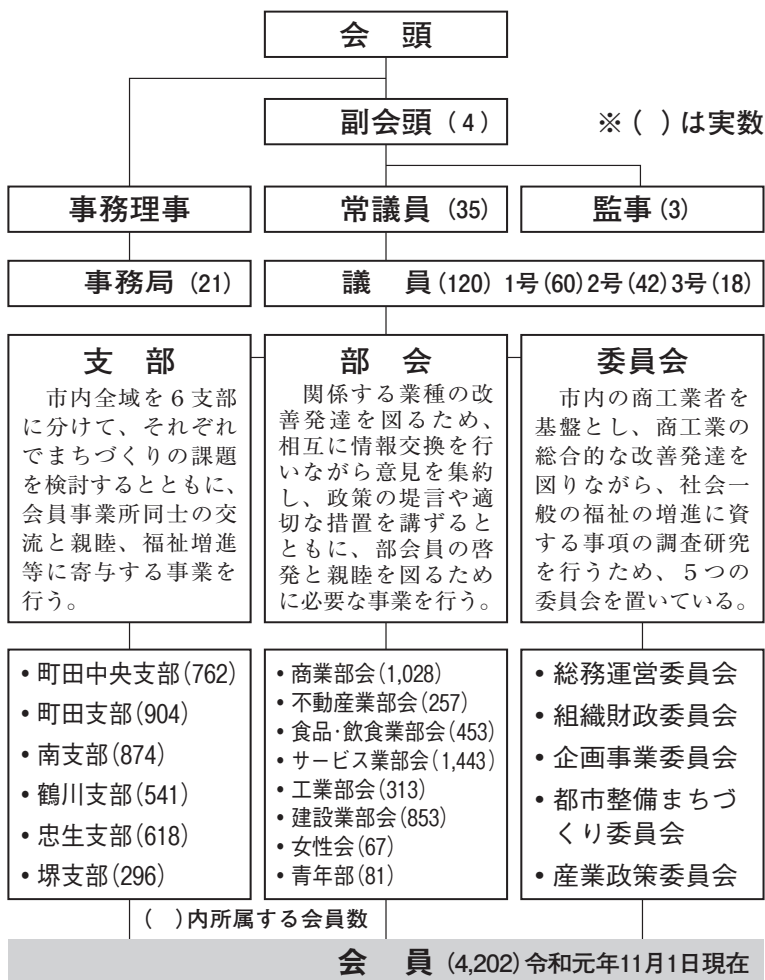 会　頭
副会頭（4）
※（　）は実数
事務理事
常議員（35）
監事（3）
事務局（21）
議　員（120） 1号（60）2号（42）3号（18）
支　部
市内全域を6支部
に分けて、それぞれ
でまちづくりの課題
を検討するとともに、
会員事業所同士の交
流と親睦、福祉増進
等に寄与する事業を
行う。
部　会
関係する業種の改
善発達を図るため、
相互に情報交換を行
いながら意見を集約
し、政策の提言や適
切な措置を講ずると
ともに、部会員の啓
発と親睦を図るため
に必要な事業を行う。
委員会
市内の商工業者を
基盤とし、商工業の
総合的な改善発達を
図りながら、社会一
般の福祉の増進に資
する事項の調査研究
を行うため、５つの
委員会を置いている。
• 町田中央支部（762）
• 町田支部（904）
• 南支部（874）
• 鶴川支部（541）
• 忠生支部（618）
• 堺支部（296）
• 商業部会（1,028）
• 不動産業部会（257）
• 食品･飲食業部会（453）
• サービス業部会（1,443）
• 工業部会（313）
• 建設業部会（853）
• 女性会（67）
• 青年部（81）
• 総務運営委員会
• 組織財政委員会
• 企画事業委員会
• 都市整備まちづ
くり委員会
• 産業政策委員会
（　）内所属する会員数
会　員（4,202）令和元年11月1日現在